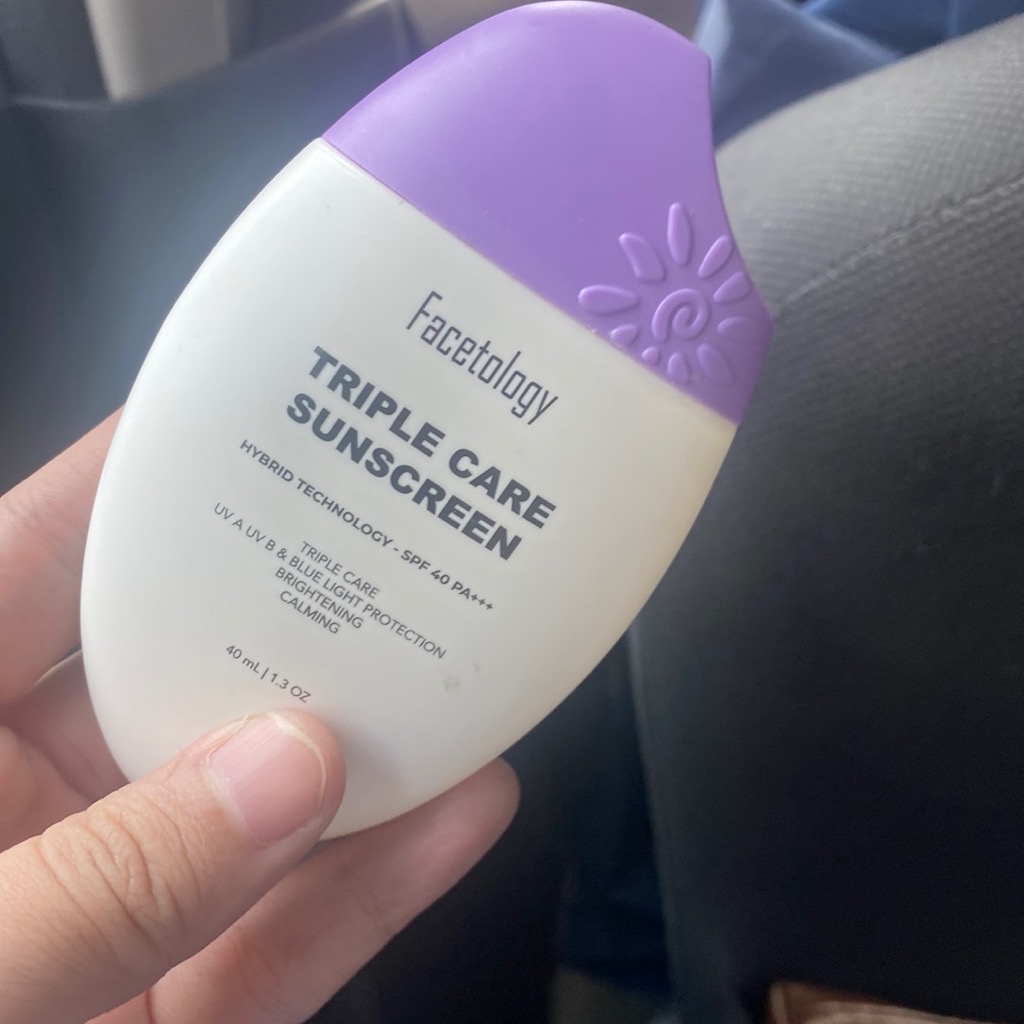 Facetology
TRIPLE CARE
SUNSCREEN
HYBRID TECHNOLOGY - SPF 40 PA+++
TRIPLE CARE
UV A UV B & BLUE LIGHT PROTECTION
BRIGHTENING
CALMING
40 mL | 1.3 OZ